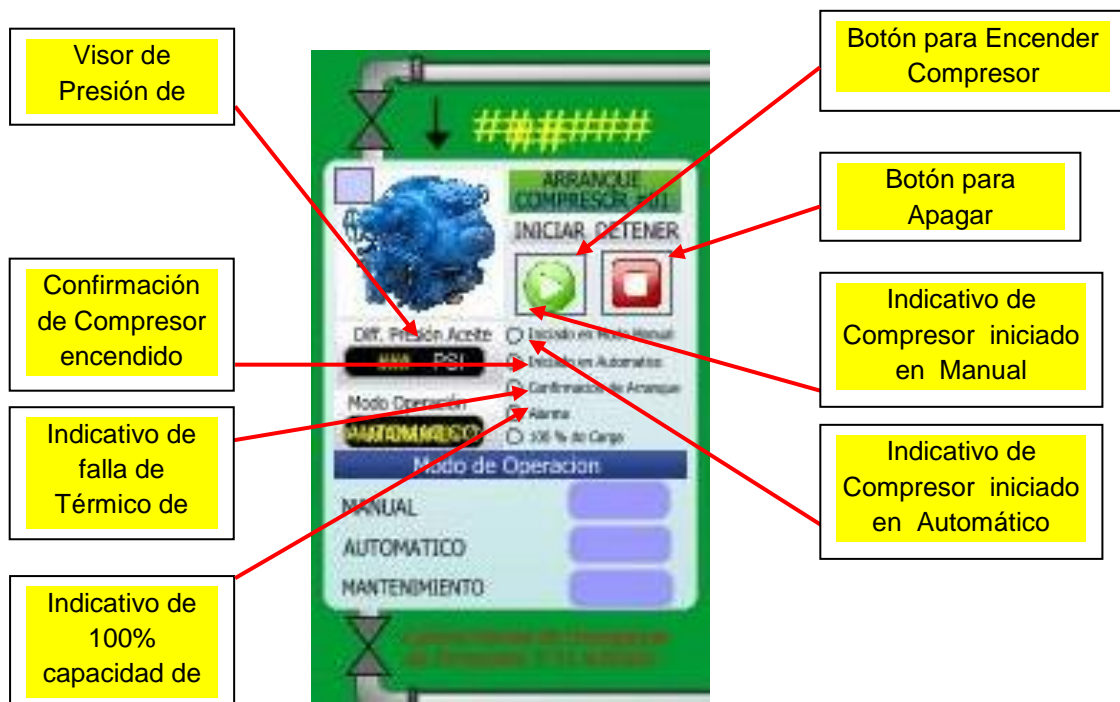 Visor de
Presión de
Confirmación
de Compresor
encendido
Indicativo de
falla de
Térmico de
Indicativo de
100%
capacidad de
#######
ARRANQUE
COMPRESOR #01
INICIAR DETENER
Diff. Presión Aceite
### PSI
Modo Operación
Iniciado en Modo Manual
Iniciado en Automatico
Confirmacion de Arranque
Alarma
100 % de Carga
Modo de Operacion
MANUAL
AUTOMATICO
MANTENIMIENTO
Botón para Encender
Compresor
Botón para
Apagar
Indicativo de
Compresor iniciado
en Manual
Indicativo de
Compresor iniciado
en Automático